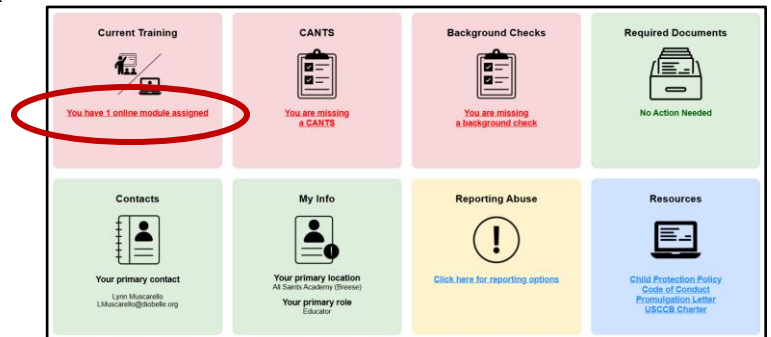 Current Training
You have 1 online module assigned
CANTS
You are missing
a CANTS
Background Checks
You are missing
a background check
Required Documents
No Action Needed
Contacts
Your primary contact
Lynn Muscarello
LMuscarello@diobelle.org
My Info
Your primary location
All Saints Academy (Breese)
Your primary role
Educator
Reporting Abuse
Click here for reporting options
Resources
Child Protection Policy
Code of Conduct
Promulgation Letter
USCCB Charter